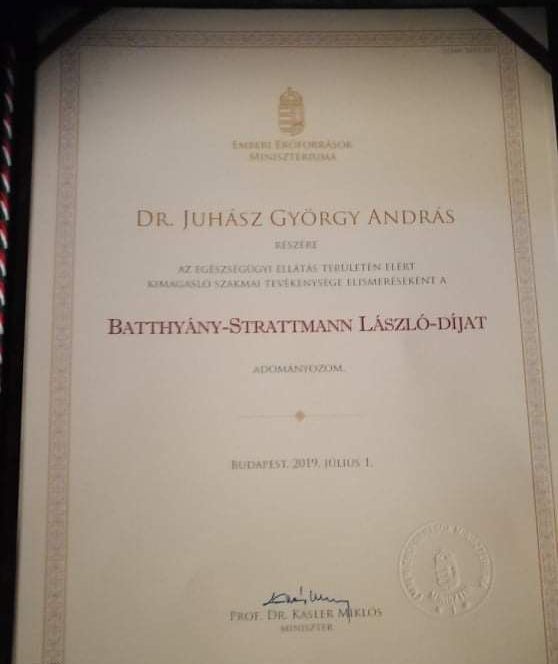 EMBERI ERŐFORRÁSOK
MINISZTÉRIUMA
DR. JUHÁSZ GYÖRGY ANDRÁS
RÉSZÉRE
AZ EGÉSZSÉGÜGYI ELLÁTÁS TERÜLETÉN ELÉRT
KIMAGASLÓ SZAKMAI TEVÉKENYSÉGE ELISMERÉSEKÉNT A
BATTHYÁNY-STRATTMANN LÁSZLÓ-DÍJAT
ADOMÁNYOZOM.
BUDAPEST, 2019. JÚLIUS 1.
PROF. DR. KÁSLER MIKLÓS
MINISZTER